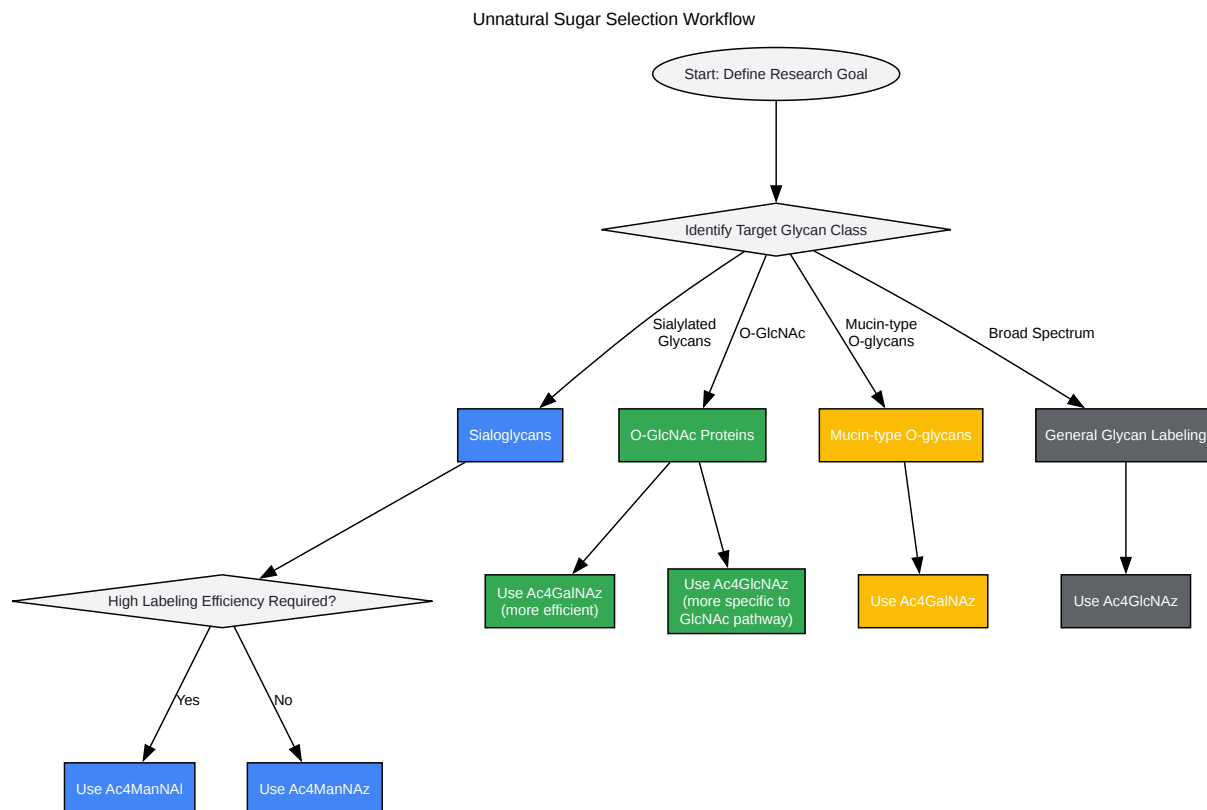 Unnatural Sugar Selection Workflow
Start: Define Research Goal
Identify Target Glycan Class
Sialylated
Glycans
O-GlcNAc
Mucin-type
O-glycans
Broad Spectrum
Sialoglycans
O-GlcNAc Proteins
Mucin-type O-glycans
General Glycan Labeling
High Labeling Efficiency Required?
Use Ac4GalNAz
(more efficient)
Use Ac4GlcNAz
(more specific to
GlcNAc pathway)
Use Ac4GalNAz
Use Ac4GlcNAz
Yes
No
Use Ac4ManNAl
Use Ac4ManNAz